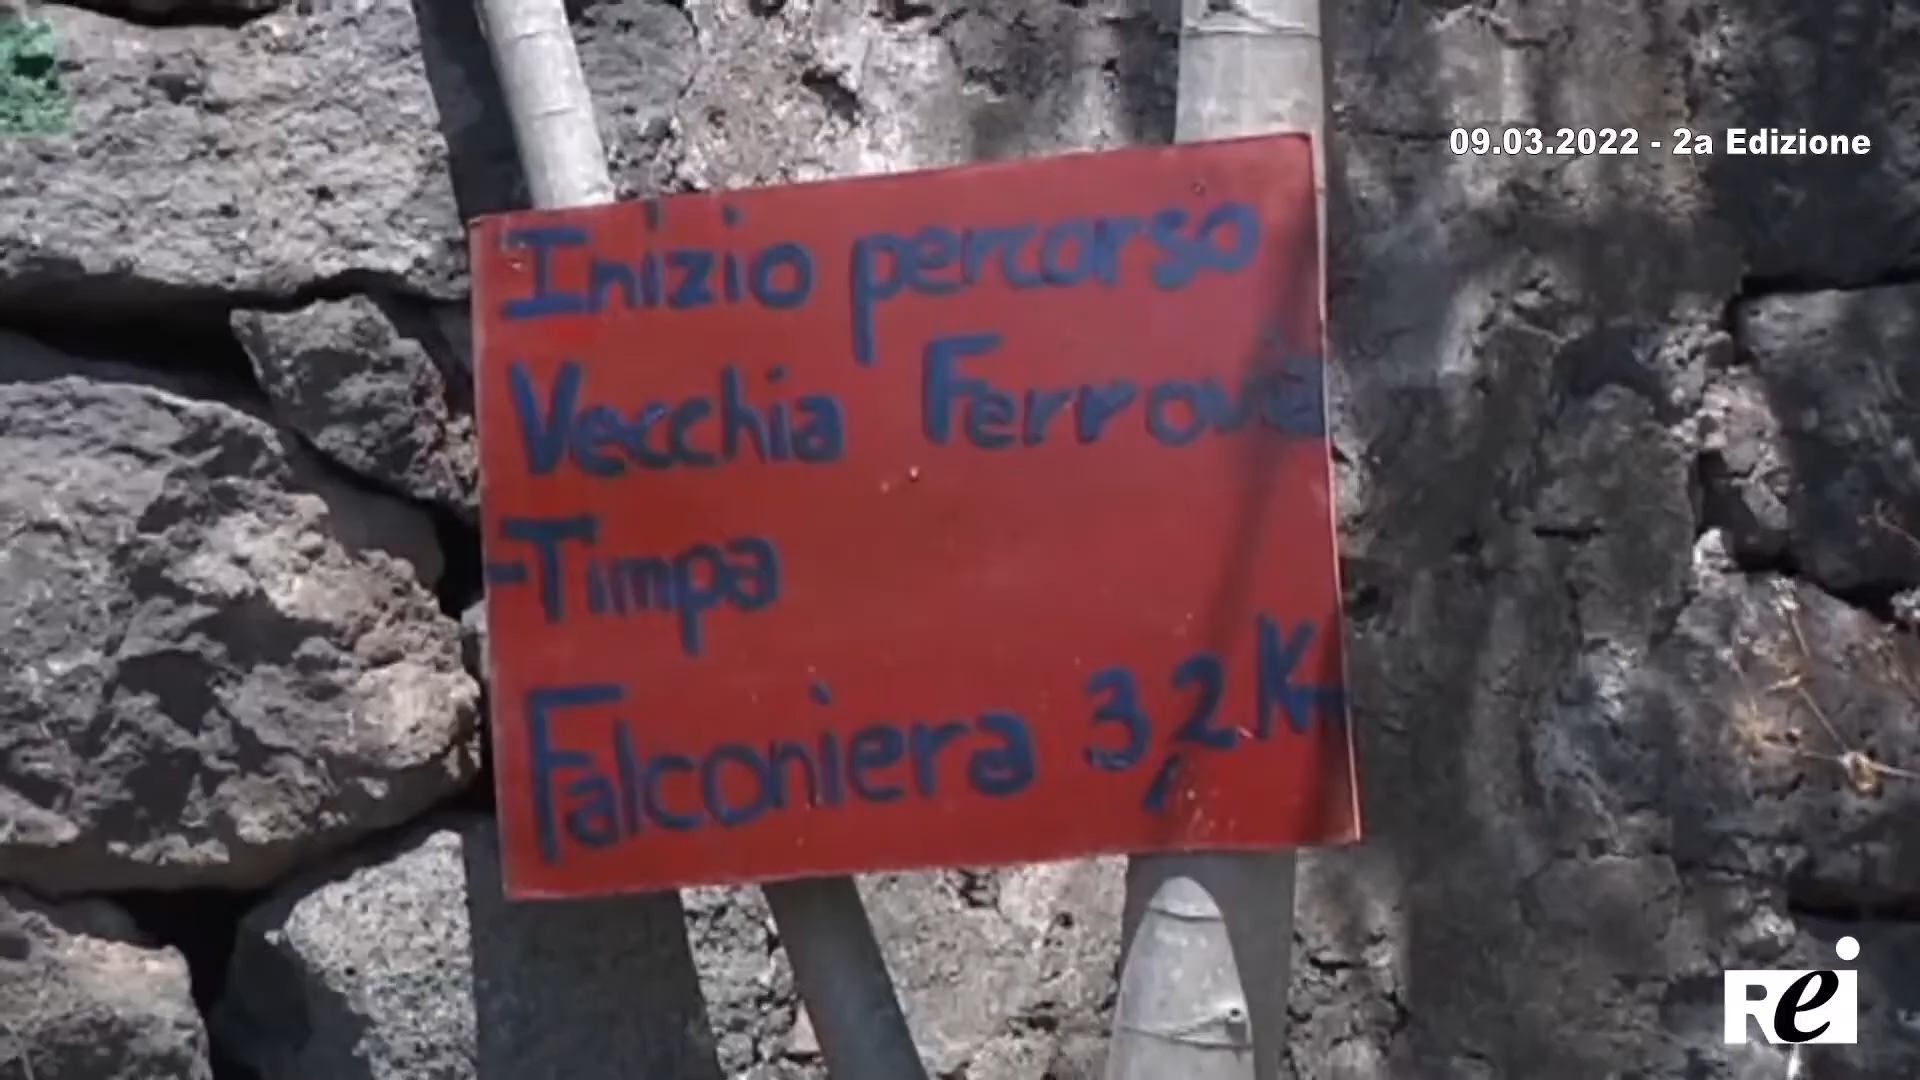 09.03.2022 - 2a Edizione
Inizio percorso
Vecchia Ferrovia
-Timpa
Falconiera 3,2 Km
Rei